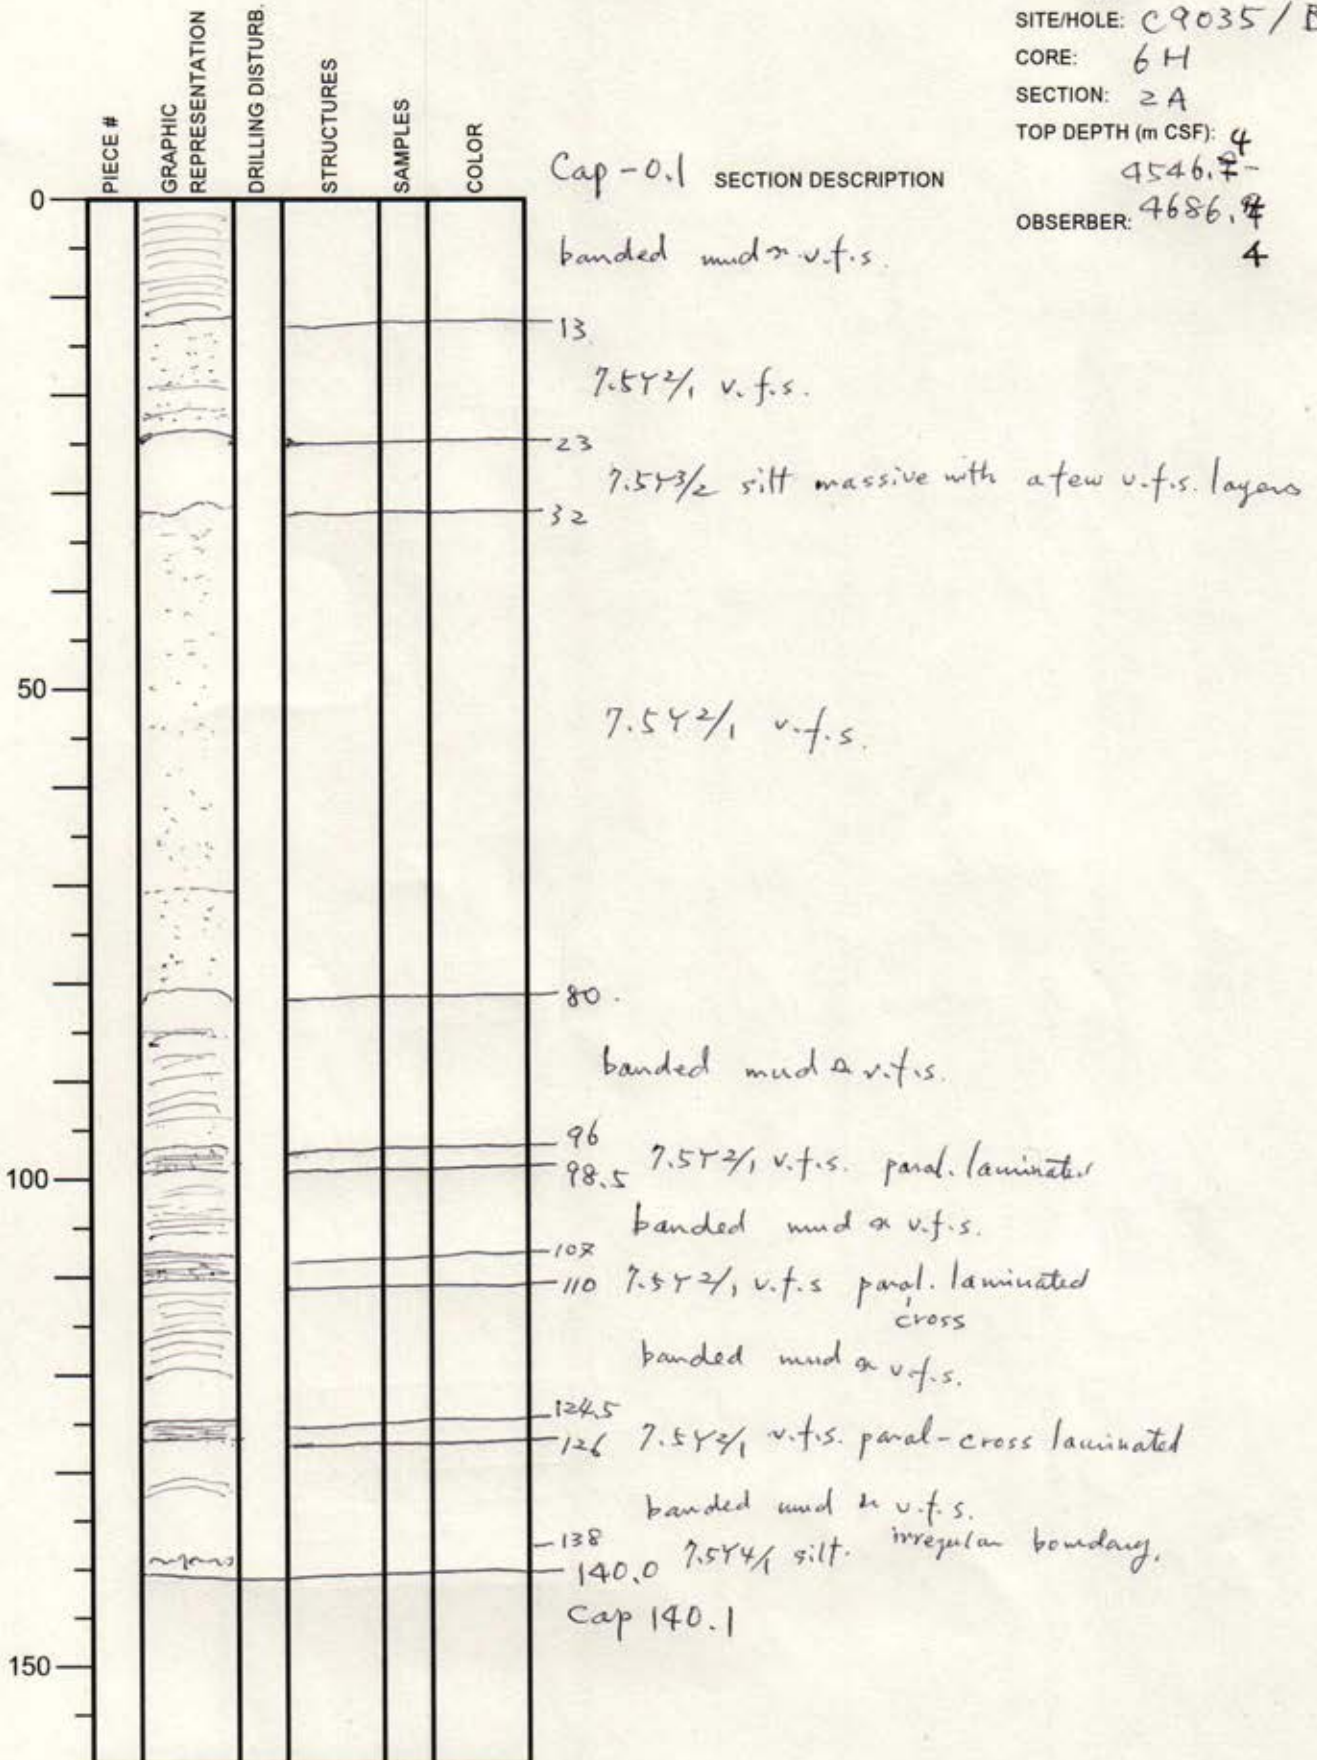 SITE/HOLE: C9035/
CORE: 6H
SECTION: 2A
TOP DEPTH (m CSF): 4
4546.7-
OBSERBER: 4686.
4
PIECE #
GRAPHIC REPRESENTATION
DRILLING DISTURB.
STRUCTURES
SAMPLES
COLOR
Cap -0.1 SECTION DESCRIPTION
0
banded mud v.f.s.
13
7.5Y2/1 v.f.s.
23
7.5Y3/2 silt massive with a few v.f.s. layers
32
50
7.5Y2/1 v.f.s.
80
banded mud v.f.s.
96
7.5Y2/1 v.f.s. paral. laminated
98.5
100
banded mud v.f.s.
107
110 7.5Y2/1 v.f.s paral. laminated
cross
banded mud v.f.s.
124.5
126 7.5Y2/1 v.f.s. paral-cross laminated
banded mud v.f.s.
138 7.5Y4/1 silt. irregular boundary.
140.0
Cap 140.1
150